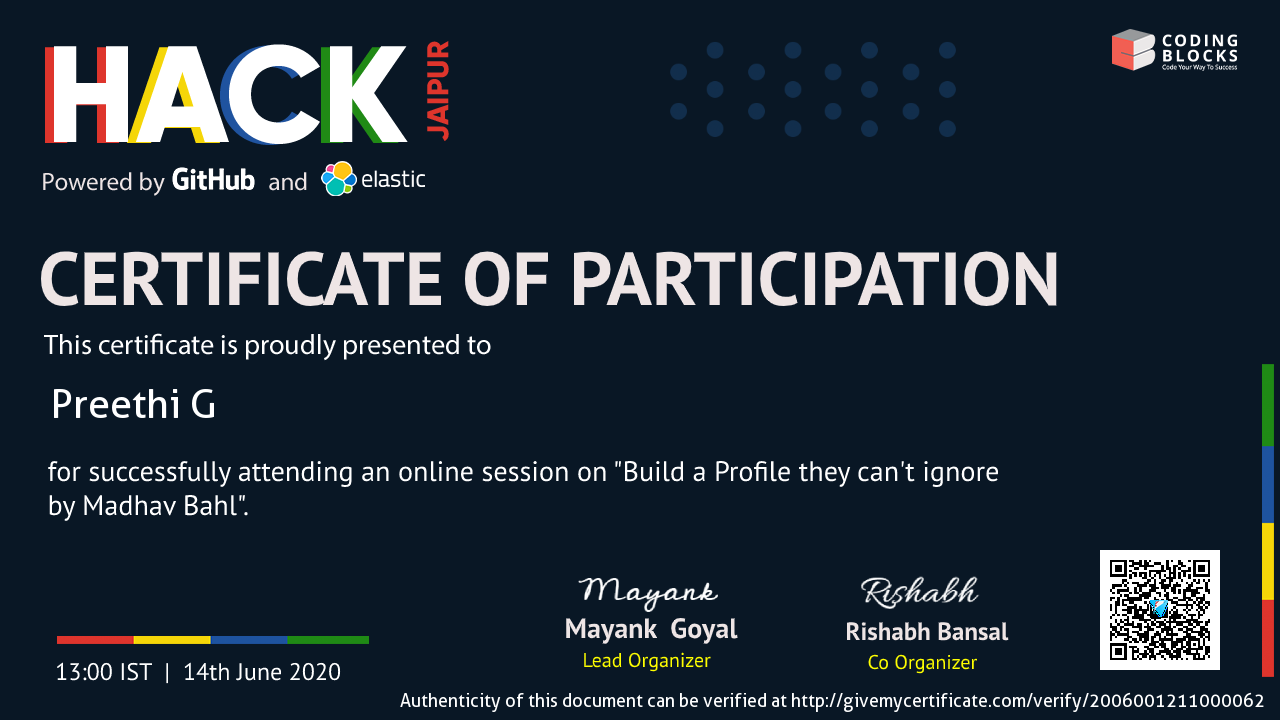 HACK JAIPUR
CODING
BLOCKS
Code Your Way To Success
Powered by GitHub and elastic
CERTIFICATE OF PARTICIPATION
This certificate is proudly presented to
Preethi G
for successfully attending an online session on "Build a Profile they can't ignore
by Madhav Bahl".
Mayank
Mayank Goyal
Lead Organizer
Rishabh
Rishabh Bansal
Co Organizer
13:00 IST | 14th June 2020
Authenticity of this document can be verified at http://givemycertificate.com/verify/2006001211000062